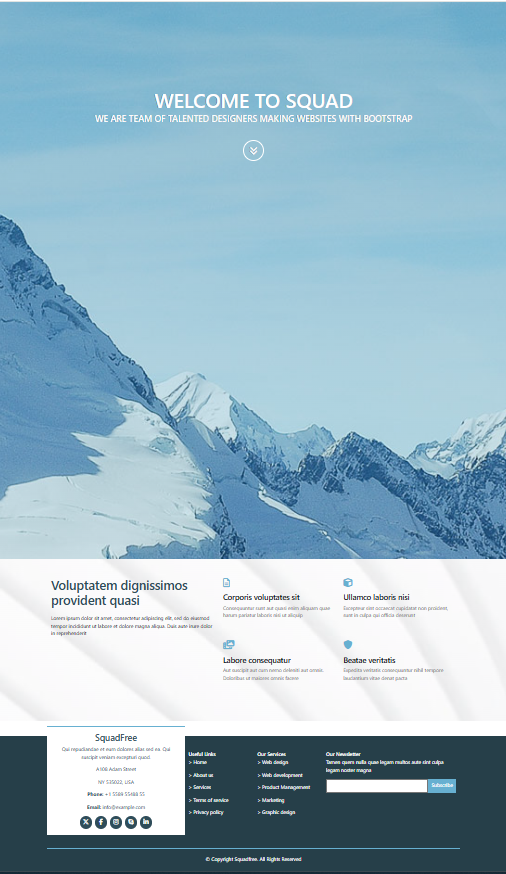 WELCOME TO SQUAD
WE ARE TEAM OF TALENTED DESIGNERS MAKING WEBSITES WITH BOOTSTRAP
Voluptatem dignissimos
provident quasi
Lorem ipsum dolor sit amet, consectetur adipiscing elit, sed do eiusmod
tempor incididunt ut labore et dolore magna aliqua. Duis aute irure dolor
in reprehenderit
Corporis voluptates sit
Consequuntur sunt aut quasi enim aliquam quae
harum pariatur laboris nisi ut aliquip
Ullamco laboris nisi
Excepteur sint occaecat cupidatat non proident,
sunt in culpa qui officia deserunt
Labore consequatur
Aut suscipit aut cum nemo deleniti aut omnis.
Doloribus ut maiores omnis facere
Beatae veritatis
Expedita veritatis consequuntur nihil tempore
laudantium vitae denat pacta
SquadFree
Qui repudiandae et eum dolores alias sed ea. Qui
suscipit veniam excepturi quod.
A108 Adam Street
NY 535022, USA
Phone: +1 5589 55488 55
Email: info@example.com
Useful Links
> Home
> About us
> Services
> Terms of service
> Privacy policy
Our Services
> Web design
> Web development
> Product Management
> Marketing
> Graphic design
Our Newsletter
Tamen quem nulla quae legam multos aute sint culpa
legam noster magna
Subscribe
© Copyright Squadfree. All Rights Reserved